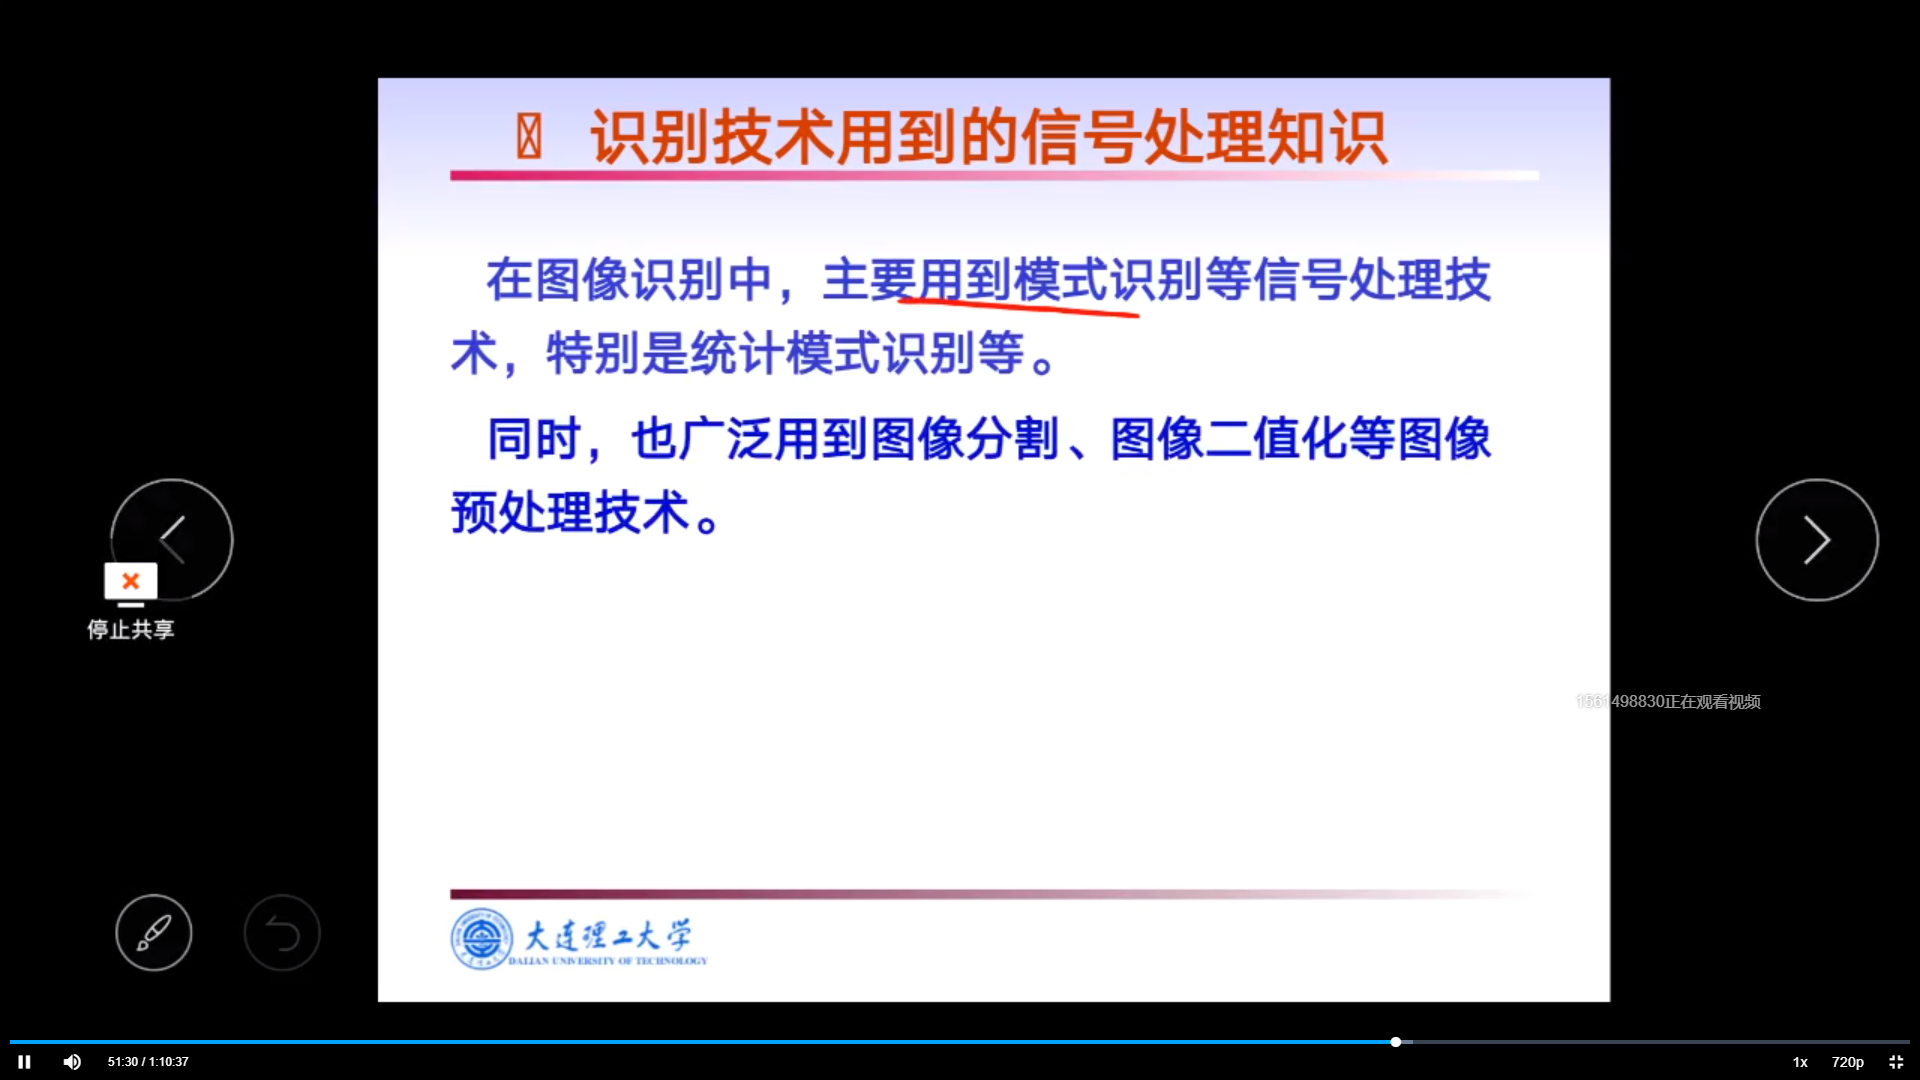 识别技术用到的信号处理知识
在图像识别中，主要用到模式识别等信号处理技
术，特别是统计模式识别等。
同时，也广泛用到图像分割、图像二值化等图像
预处理技术。
停止共享
1561498830正在观看视频
大连理工大学
DALIAN UNIVERSITY OF TECHNOLOGY
51:30 / 1:10:37
1x
720p